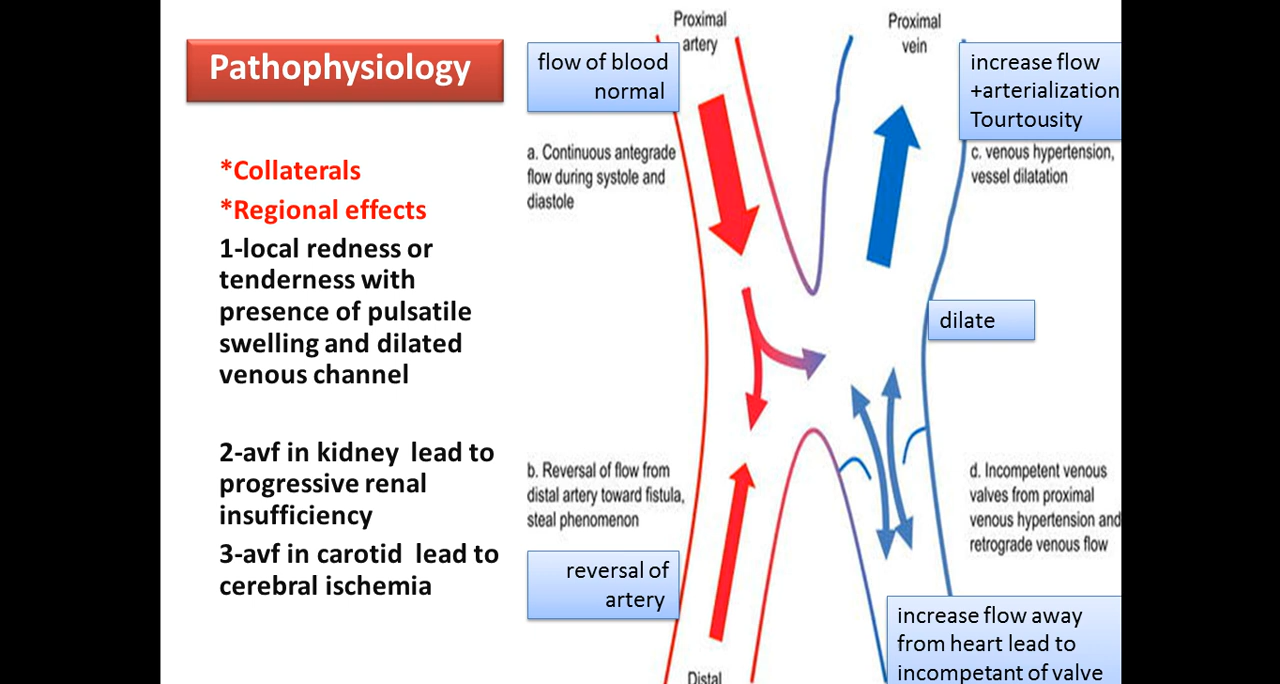 Pathophysiology
*Collaterals
*Regional effects
1-local redness or
tenderness with
presence of pulsatile
swelling and dilated
venous channel
2-avf in kidney lead to
progressive renal
insufficiency
3-avf in carotid lead to
cerebral ischemia
Proximal
artery
flow of blood
normal
a. Continuous antegrade
flow during systole and
diastole
b. Reversal of flow from
distal artery toward fistula,
steal phenomenon
reversal of
artery
Distal
Proximal
vein
increase flow
+arterialization
Tourtousity
c. venous hypertension,
vessel dilatation
dilate
d. Incompetent venous
valves from proximal
venous hypertension and
retrograde venous flow
increase flow away
from heart lead to
incompetant of valve